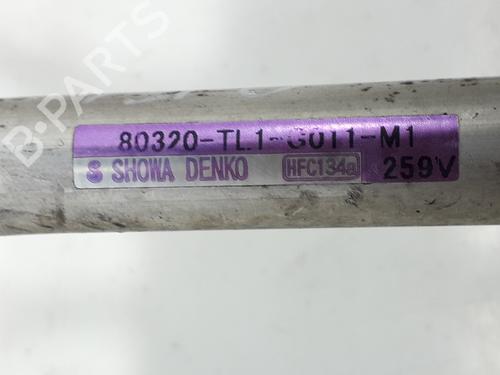 B-PARTS
80320-TL1-G011-M1
S SHOWA DENKO HFC134a 259V